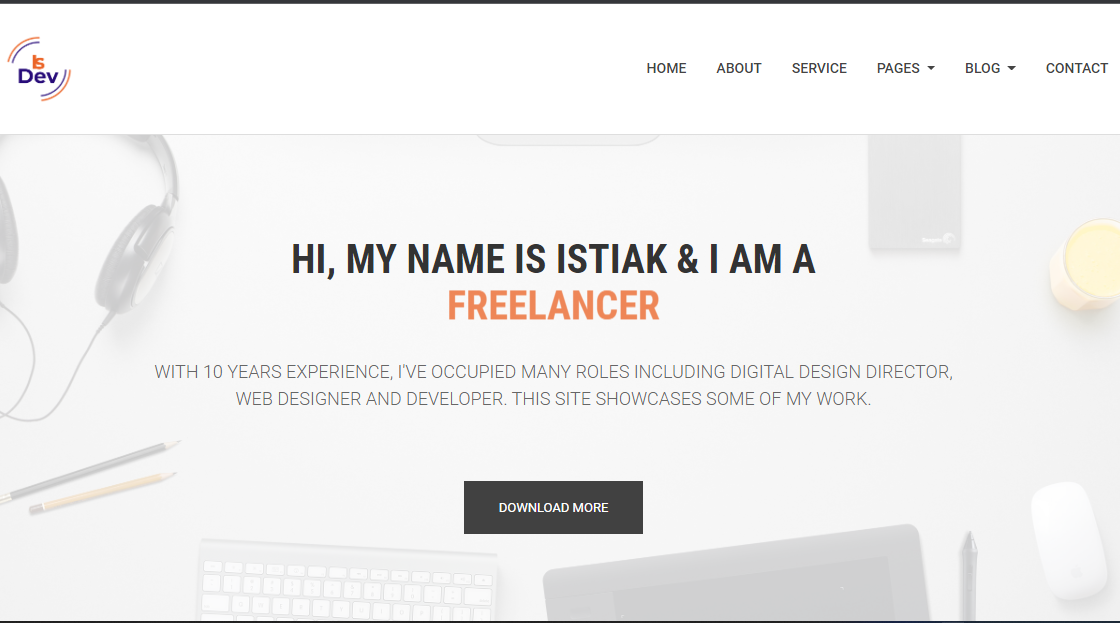 Is
Dev
HOME ABOUT SERVICE PAGES BLOG CONTACT
HI, MY NAME IS ISTIAK & I AM A
FREELANCER
WITH 10 YEARS EXPERIENCE, I'VE OCCUPIED MANY ROLES INCLUDING DIGITAL DESIGN DIRECTOR,
WEB DESIGNER AND DEVELOPER. THIS SITE SHOWCASES SOME OF MY WORK.
DOWNLOAD MORE